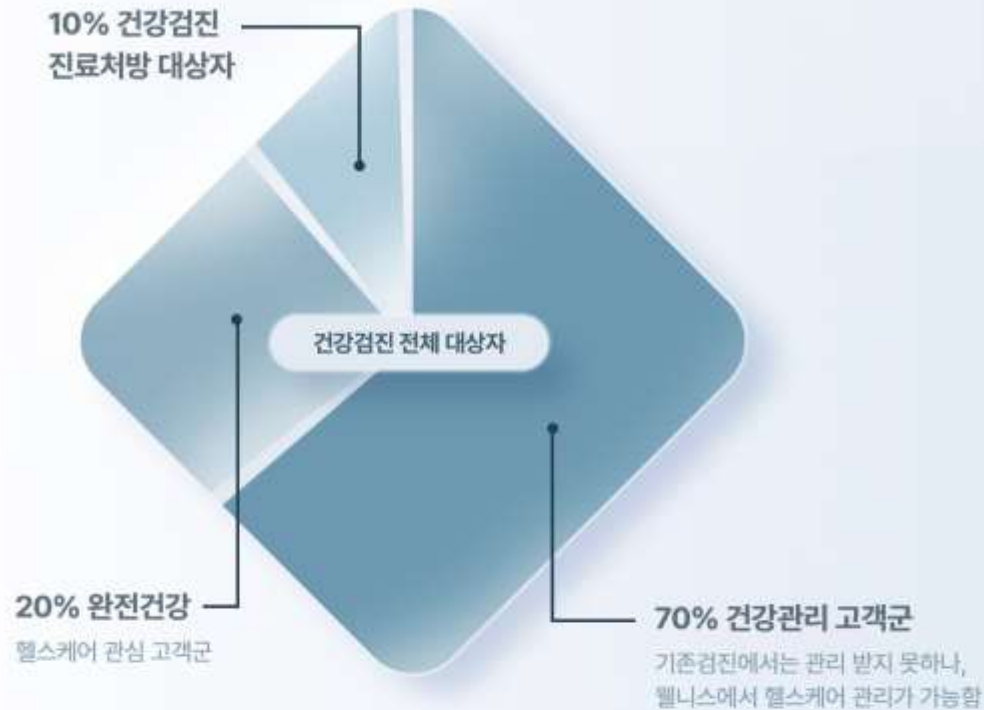 10% 건강검진
진료처방 대상자
건강검진 전체 대상자
20% 완전건강
헬스케어 관심 고객군
70% 건강관리 고객군
기존검진에서는 관리 받지 못하나,
웰니스에서 헬스케어 관리가 가능함